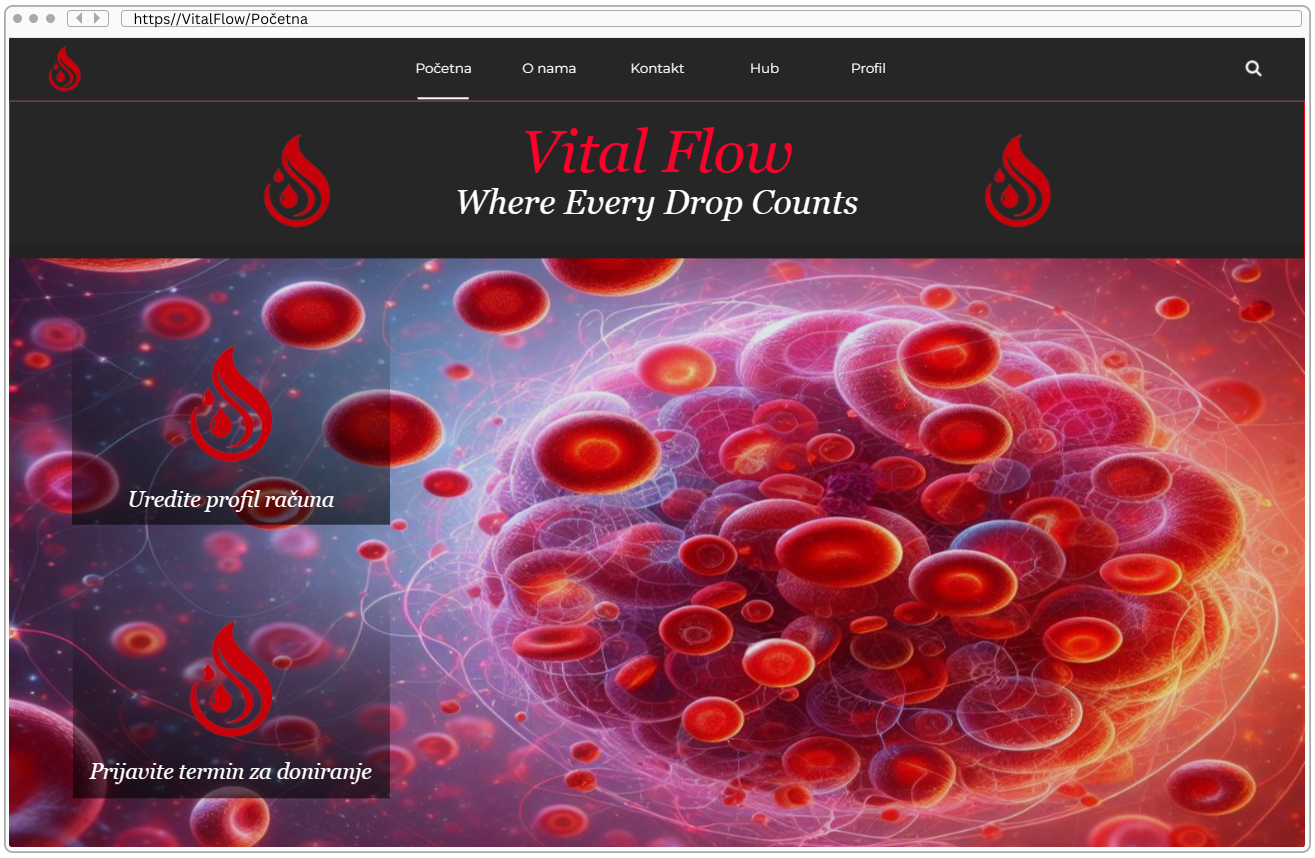 https//VitalFlow/Početna
Početna
O nama
Kontakt
Hub
Profil
Vital Flow
Where Every Drop Counts
Uredite profil računa
Prijavite termin za doniranje